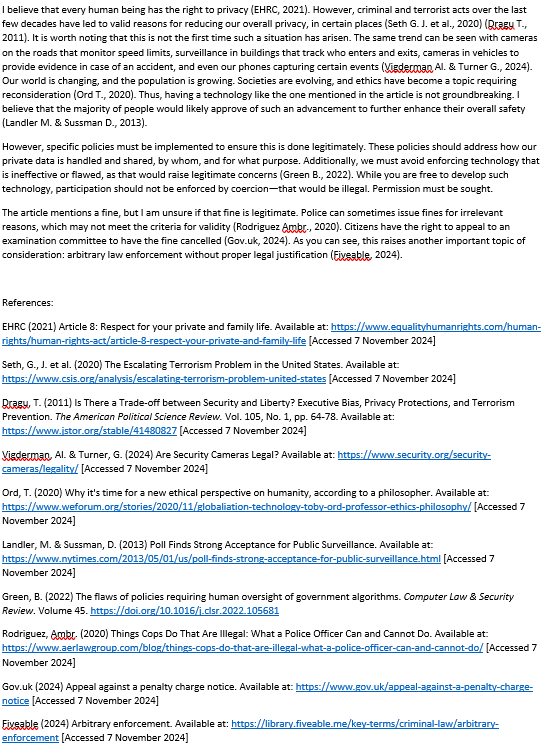 I believe that every human being has the right to privacy (EHRC, 2021). However, criminal and terrorist acts over the last
few decades have led to valid reasons for reducing our overall privacy, in certain places (Seth G. J. et al., 2020) (Dragu T.,
2011). It is worth noting that this is not the first time such a situation has arisen. The same trend can be seen with cameras
on the roads that monitor speed limits, surveillance in buildings that track who enters and exits, cameras in vehicles to
provide evidence in case of an accident, and even our phones capturing certain events (Vigderman Al. & Turner G., 2024).
Our world is changing, and the population is growing. Societies are evolving, and ethics have become a topic requiring
reconsideration (Ord T., 2020). Thus, having a technology like the one mentioned in the article is not groundbreaking. I
believe that the majority of people would likely approve of such an advancement to further enhance their overall safety
(Landler M. & Sussman D., 2013).
However, specific policies must be implemented to ensure this is done legitimately. These policies should address how our
private data is handled and shared, by whom, and for what purpose. Additionally, we must avoid enforcing technology that
is ineffective or flawed, as that would raise legitimate concerns (Green B., 2022). While you are free to develop such
technology, participation should not be enforced by coercion—that would be illegal. Permission must be sought.
The article mentions a fine, but I am unsure if that fine is legitimate. Police can sometimes issue fines for irrelevant
reasons, which may not meet the criteria for validity (Rodriguez Ambr., 2020). Citizens have the right to appeal to an
examination committee to have the fine cancelled (Gov.uk, 2024). As you can see, this raises another important topic of
consideration: arbitrary law enforcement without proper legal justification (Fiveable, 2024).
References:
EHRC (2021) Article 8: Respect for your private and family life. Available at: https://www.equalityhumanrights.com/human-
rights/human-rights-act/article-8-respect-your-private-and-family-life [Accessed 7 November 2024]
Seth, G., J. et al. (2020) The Escalating Terrorism Problem in the United States. Available at:
https://www.csis.org/analysis/escalating-terrorism-problem-united-states [Accessed 7 November 2024]
Dragu, T. (2011) Is There a Trade-off between Security and Liberty? Executive Bias, Privacy Protections, and Terrorism
Prevention. The American Political Science Review. Vol. 105, No. 1, pp. 64-78. Available at:
https://www.jstor.org/stable/41480827 [Accessed 7 November 2024]
Vigderman, Al. & Turner, G. (2024) Are Security Cameras Legal? Available at: https://www.security.org/security-
cameras/legality/ [Accessed 7 November 2024]
Ord, T. (2020) Why it's time for a new ethical perspective on humanity, according to a philosopher. Available at:
https://www.weforum.org/stories/2020/11/globaliation-technology-toby-ord-professor-ethics-philosophy/ [Accessed 7
November 2024]
Landler, M. & Sussman, D. (2013) Poll Finds Strong Acceptance for Public Surveillance. Available at:
https://www.nytimes.com/2013/05/01/us/poll-finds-strong-acceptance-for-public-surveillance.html [Accessed 7
November 2024]
Green, B. (2022) The flaws of policies requiring human oversight of government algorithms. Computer Law & Security
Review. Volume 45. https://doi.org/10.1016/j.clsr.2022.105681
Rodriguez, Ambr. (2020) Things Cops Do That Are Illegal: What a Police Officer Can and Cannot Do. Available at:
https://www.aerlawgroup.com/blog/things-cops-do-that-are-illegal-what-a-police-officer-can-and-cannot-do/ [Accessed 7
November 2024]
Gov.uk (2024) Appeal against a penalty charge notice. Available at: https://www.gov.uk/appeal-against-a-penalty-charge-
notice [Accessed 7 November 2024]
Fiveable (2024) Arbitrary enforcement. Available at: https://library.fiveable.me/key-terms/criminal-law/arbitrary-
enforcement [Accessed 7 November 2024]